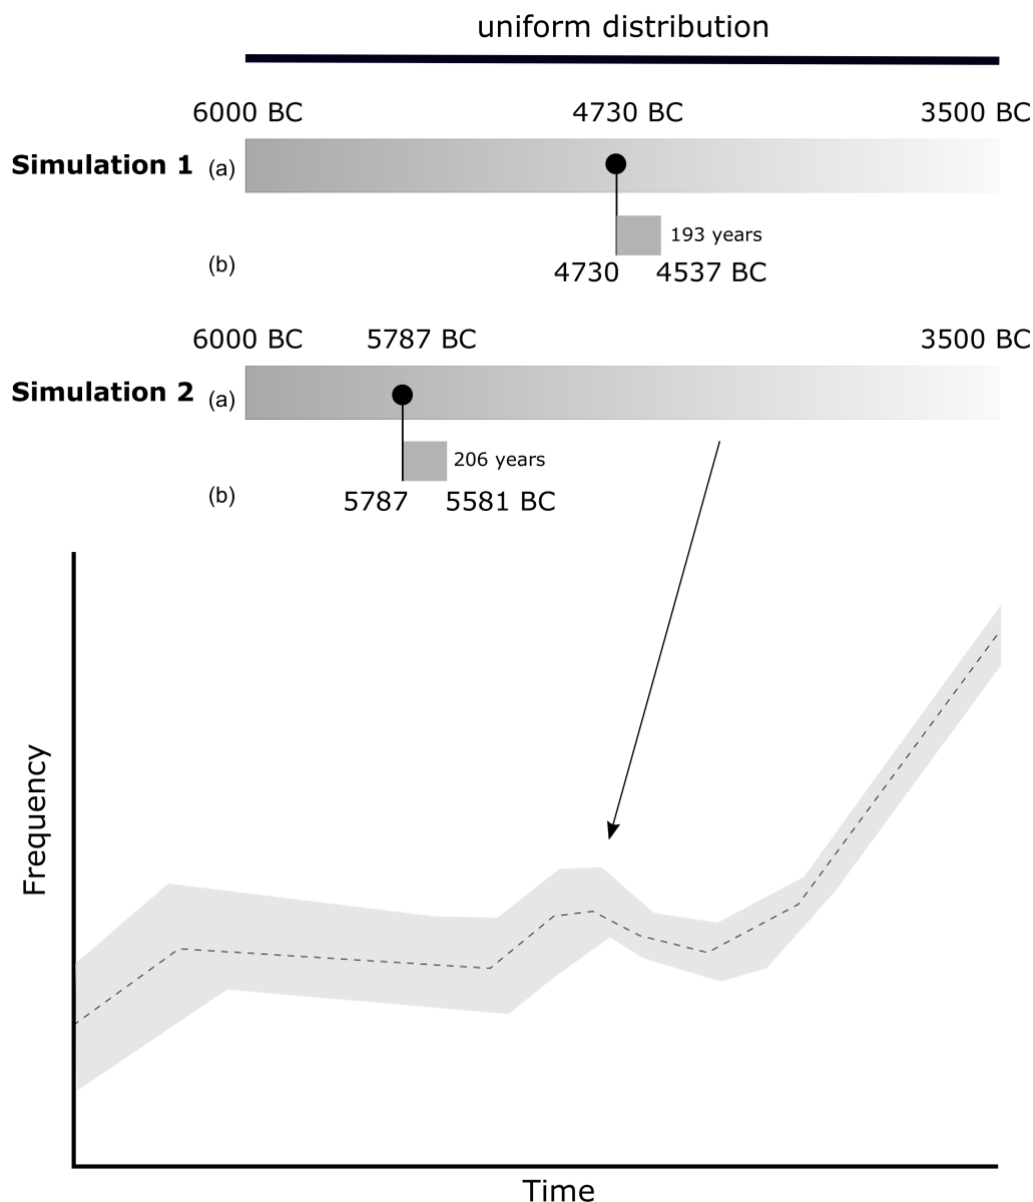 uniform distribution
6000 BC 4730 BC 3500 BC
Simulation 1 (a)
193 years
(b) 4730 4537 BC
6000 BC 5787 BC 3500 BC
Simulation 2 (a)
206 years
(b) 5787 5581 BC
Frequency
Time